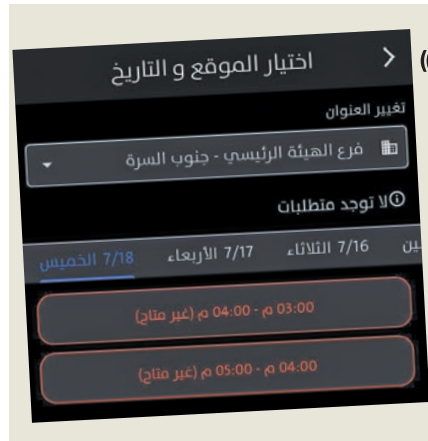 اختيار الموقع و التاريخ
تغيير العنوان
فرع الهيئة الرئيسي - جنوب السرة
لا توجد متطلبات
7/16 الثلاثاء 7/17 الأربعاء 7/18 الخميس
03:00 م - 04:00 م (غير متاح)
04:00 م - 05:00 م (غير متاح)